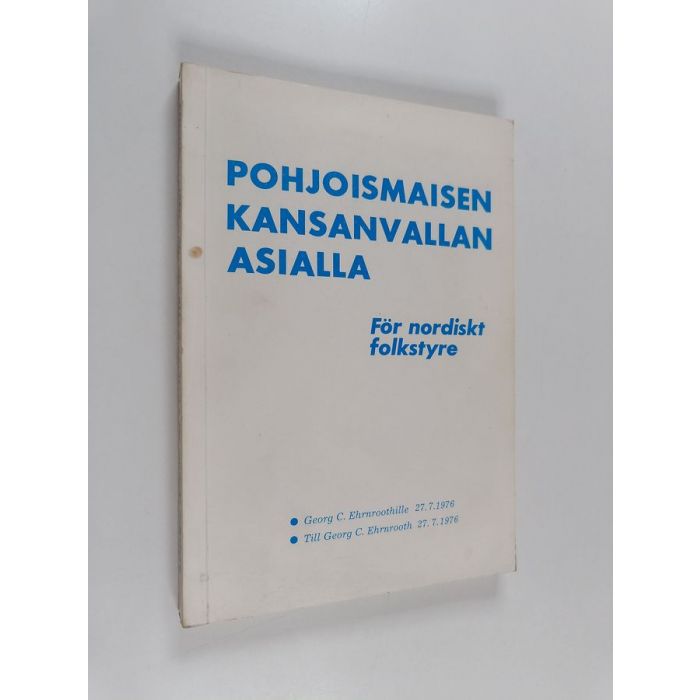 POHJOISMAISEN
KANSANVALLAN
ASIALLA
För nordiskt
folkstyre
● Georg C. Ehrnroothille 27.7.1976
● Till Georg C. Ehrnrooth 27.7.1976